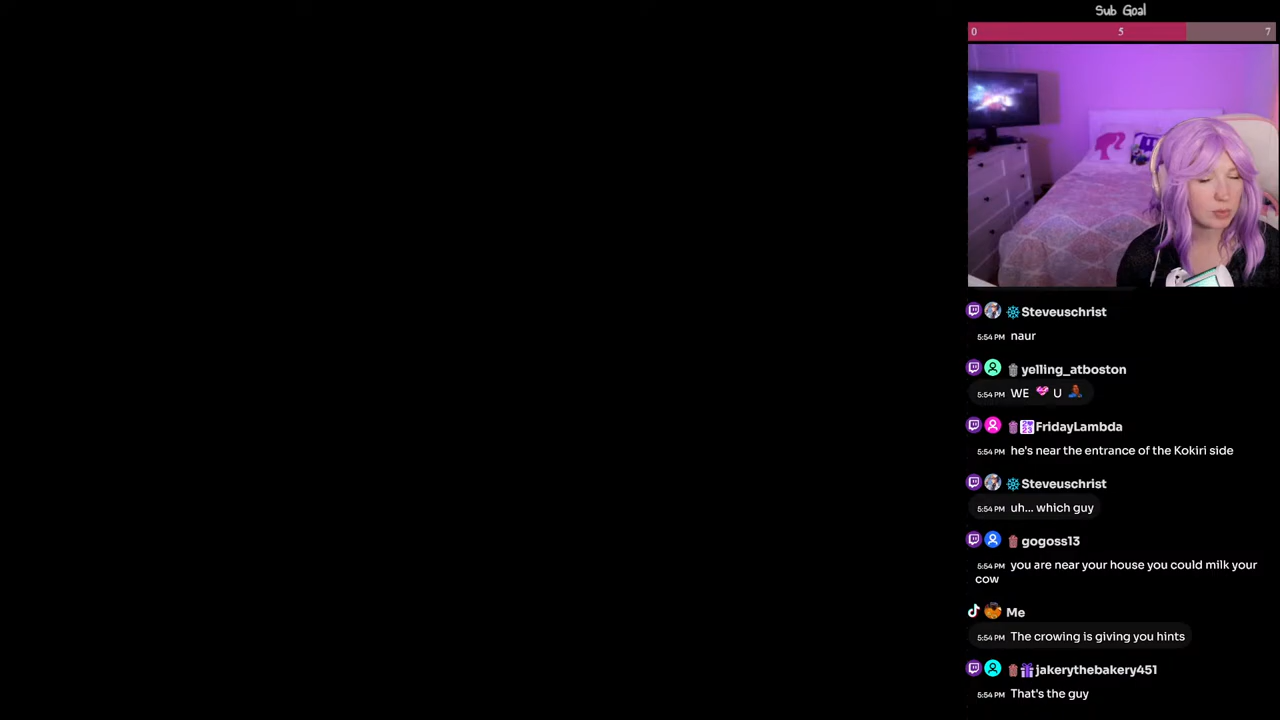 Sub Goal
0 5 7
Steveuschrist
5:54 PM naur
yelling_atboston
5:54 PM WE U
FridayLambda
5:54 PM he's near the entrance of the Kokiri side
Steveuschrist
5:54 PM uh... which guy
gogoss13
5:54 PM you are near your house you could milk your
cow
Me
5:54 PM The crowing is giving you hints
jakerythebakery451
5:54 PM That's the guy